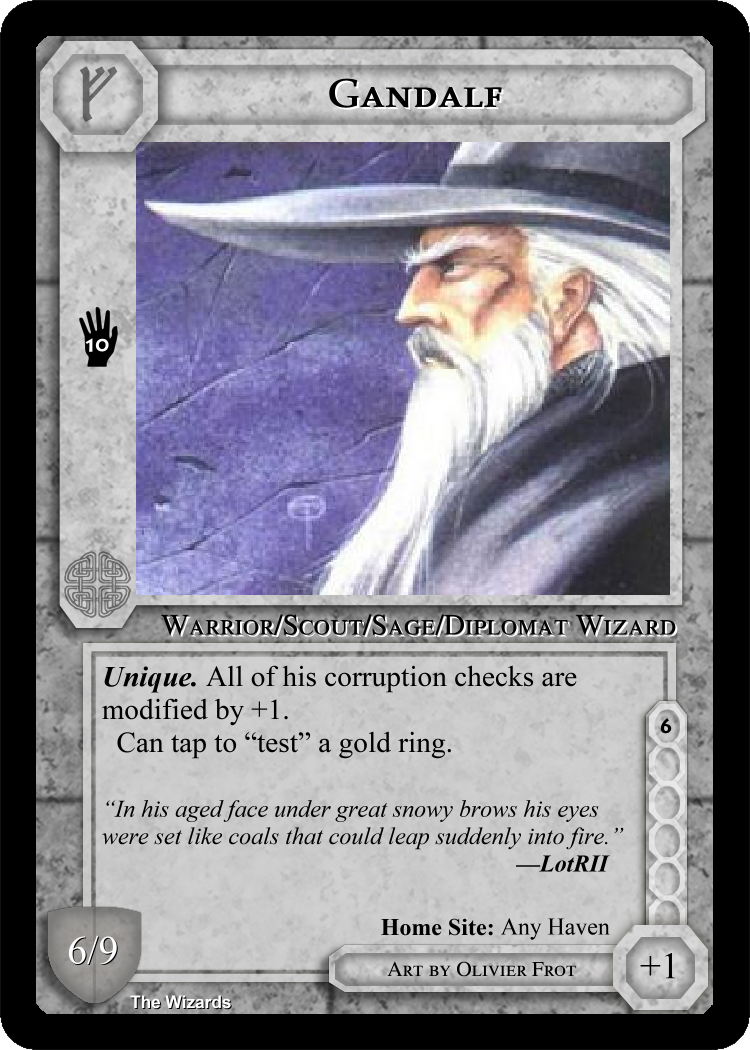 GANDALF
10
WARRIOR/SCOUT/SAGE/DIPLOMAT WIZARD
Unique. All of his corruption checks are
modified by +1.
Can tap to “test” a gold ring.
6
“In his aged face under great snowy brows his eyes
were set like coals that could leap suddenly into fire.”
—LotRII
Home Site: Any Haven
6/9
ART BY OLIVIER FROT
+1
The Wizards